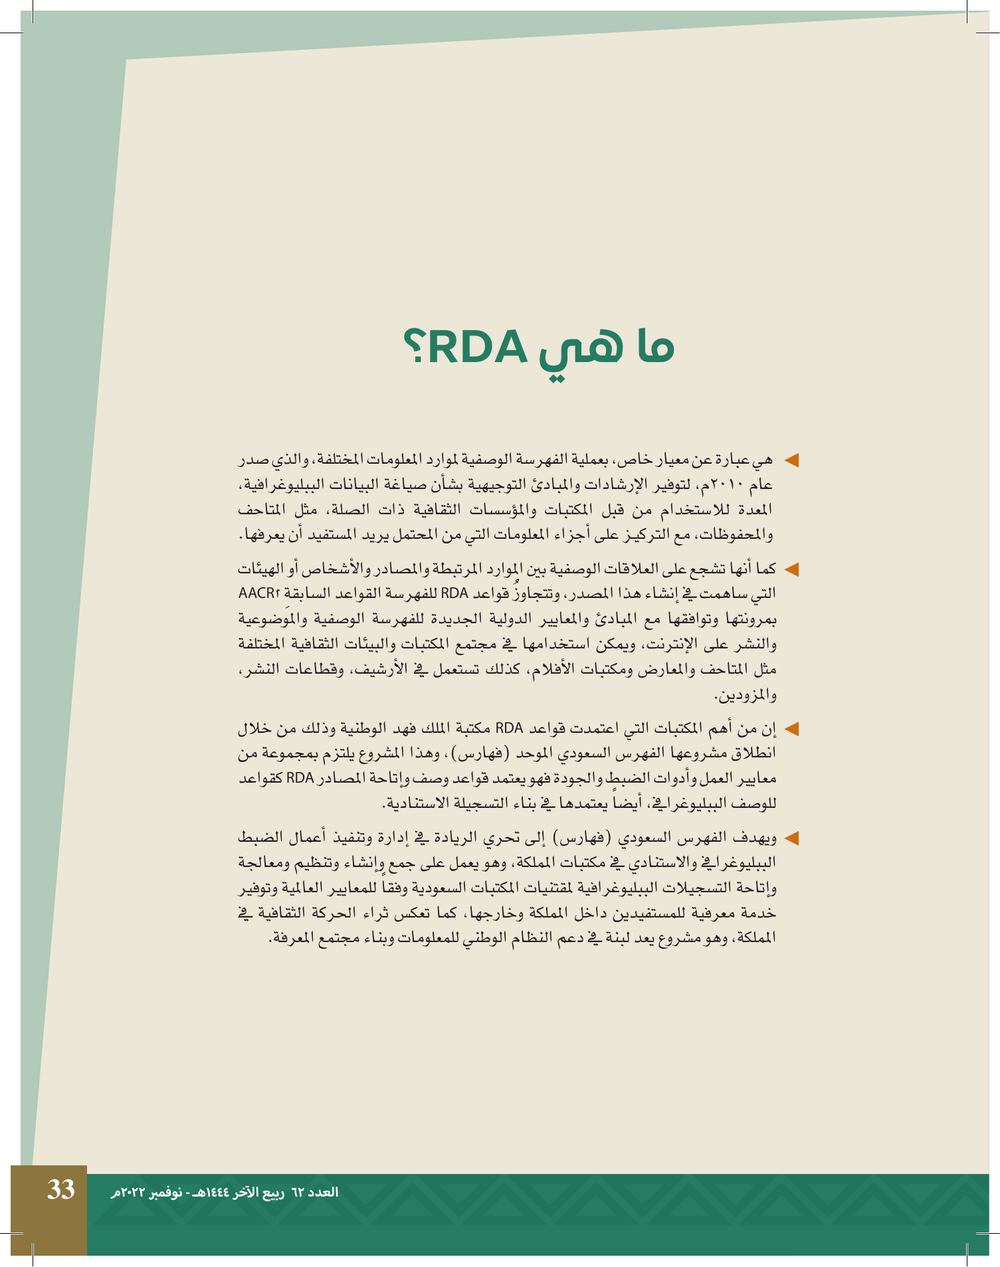 ما هي RDA؟
هي عبارة عن معيار خاص، بعملية الفهرسة الوصفية لموارد المعلومات المختلفة، والذي صدر
عام ٢٠١٠م، لتوفير الإرشادات والمبادئ التوجيهية بشأن صياغة البيانات الببليوغرافية،
المعدة للاستخدام من قبل المكتبات والمؤسسات الثقافية ذات الصلة، مثل المتاحف
والمحفوظات، مع التركيز على أجزاء المعلومات التي من المحتمل يريد المستفيد أن يعرفها.
كما أنها تشجع على العلاقات الوصفية بين الموارد المرتبطة والمصادر والأشخاص أو الهيئات
التي ساهمت في إنشاء هذا المصدر، وتتجاوزُ قواعد RDA للفهرسة القواعد السابقة AACR٢
بمرونتها وتوافقها مع المبادئ والمعايير الدولية الجديدة للفهرسة الوصفية والمَوضوعية
والنشر على الإنترنت، ويمكن استخدامها في مجتمع المكتبات والبيئات الثقافية المختلفة
مثل المتاحف والمعارض ومكتبات الأفلام، كذلك تستعمل في الأرشيف، وقطاعات النشر،
والمزودين.
إن من أهم المكتبات التي اعتمدت قواعد RDA مكتبة الملك فهد الوطنية وذلك من خلال
انطلاق مشروعها الفهرس السعودي الموحد (فهارس)، وهذا المشروع يلتزم بمجموعة من
معايير العمل وأدوات الضبط والجودة فهو يعتمد قواعد وصف وإتاحة المصادر RDA كقواعد
للوصف الببليوغرافي، أيضاً يعتمدها في بناء التسجيلة الاستنادية.
ويهدف الفهرس السعودي (فهارس) إلى تحري الريادة في إدارة وتنفيذ أعمال الضبط
الببليوغرافي والاستنادي في مكتبات المملكة، وهو يعمل على جمع وإنشاء وتنظيم ومعالجة
وإتاحة التسجيلات الببليوغرافية لمقتنيات المكتبات السعودية وفقاً للمعايير العالمية وتوفير
خدمة معرفية للمستفيدين داخل المملكة وخارجها، كما تعكس ثراء الحركة الثقافية في
المملكة، وهو مشروع يعد لبنة في دعم النظام الوطني للمعلومات وبناء مجتمع المعرفة.
العدد ٦٢ ربيع الآخر ١٤٤٤هـ - نوفمبر ٢٠٢٢م
33